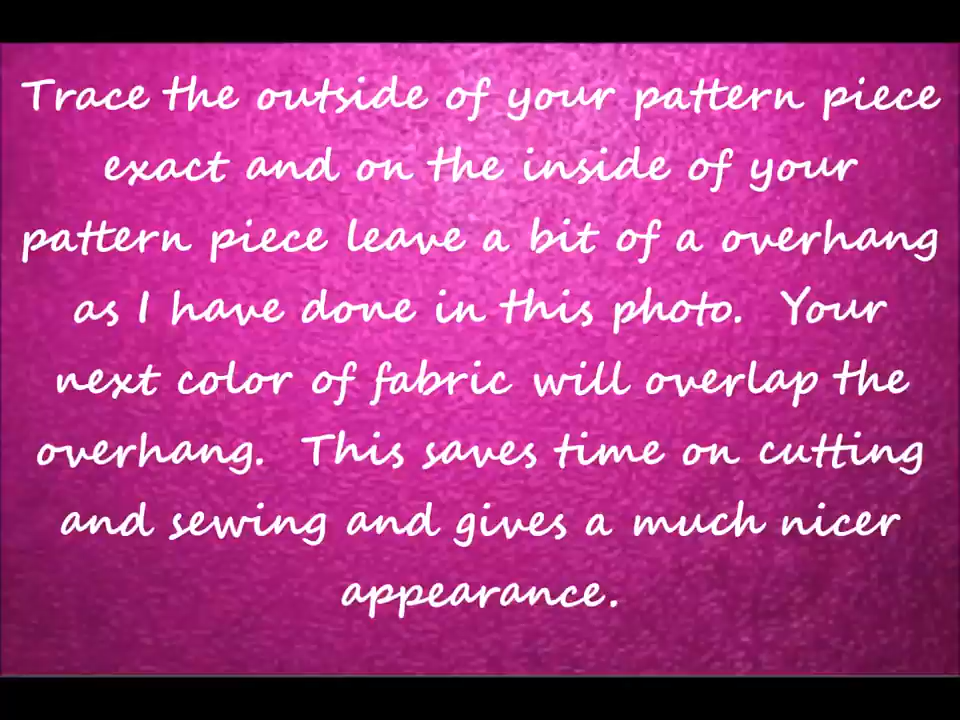 Trace the outside of your pattern piece
exact and on the inside of your
pattern piece leave a bit of a overhang
as I have done in this photo.  Your
next color of fabric will overlap the
overhang.  This saves time on cutting
and sewing and gives a much nicer
appearance.